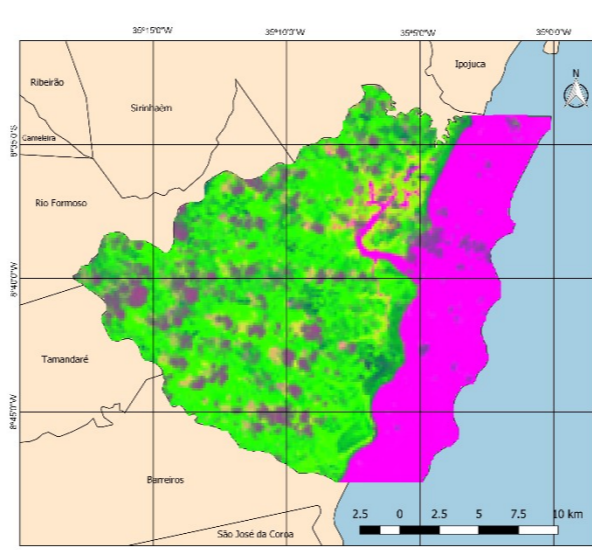 35°15'0"W 35°10'0"W 35°5'0"W 35°0'0"W
Ipojuca
N
Ribeirão
Sirinhaém
Gameleira
8°35'0"S
Rio Formoso
8°40'0"W
Tamandaré
8°45'0"W
Barreiros
São José da Coroa
2.5 0 2.5 5 7.5 10 km